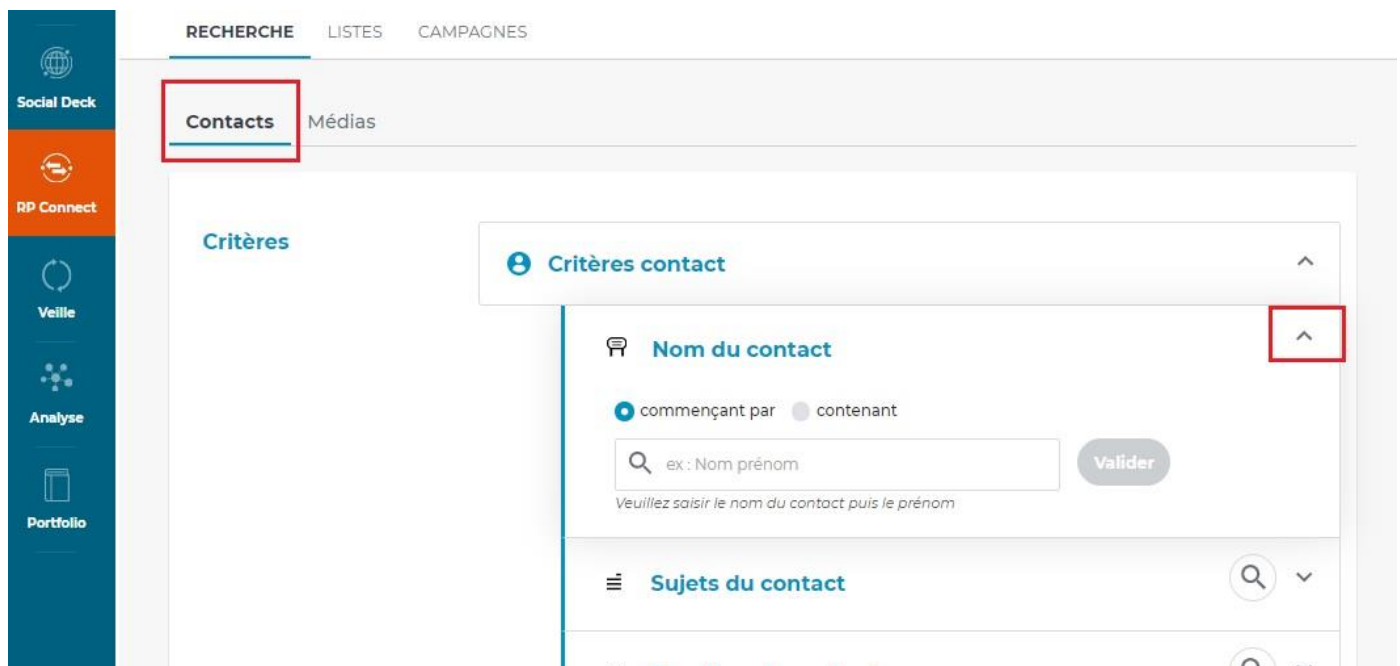 RECHERCHE LISTES CAMPAGNES
Social Deck
Contacts Médias
RP Connect
Critères
Critères contact
Veille
Nom du contact
commençant par contenant
Analyse
ex : Nom prénom Valider
Veuillez saisir le nom du contact puis le prénom
Portfolio
Sujets du contact